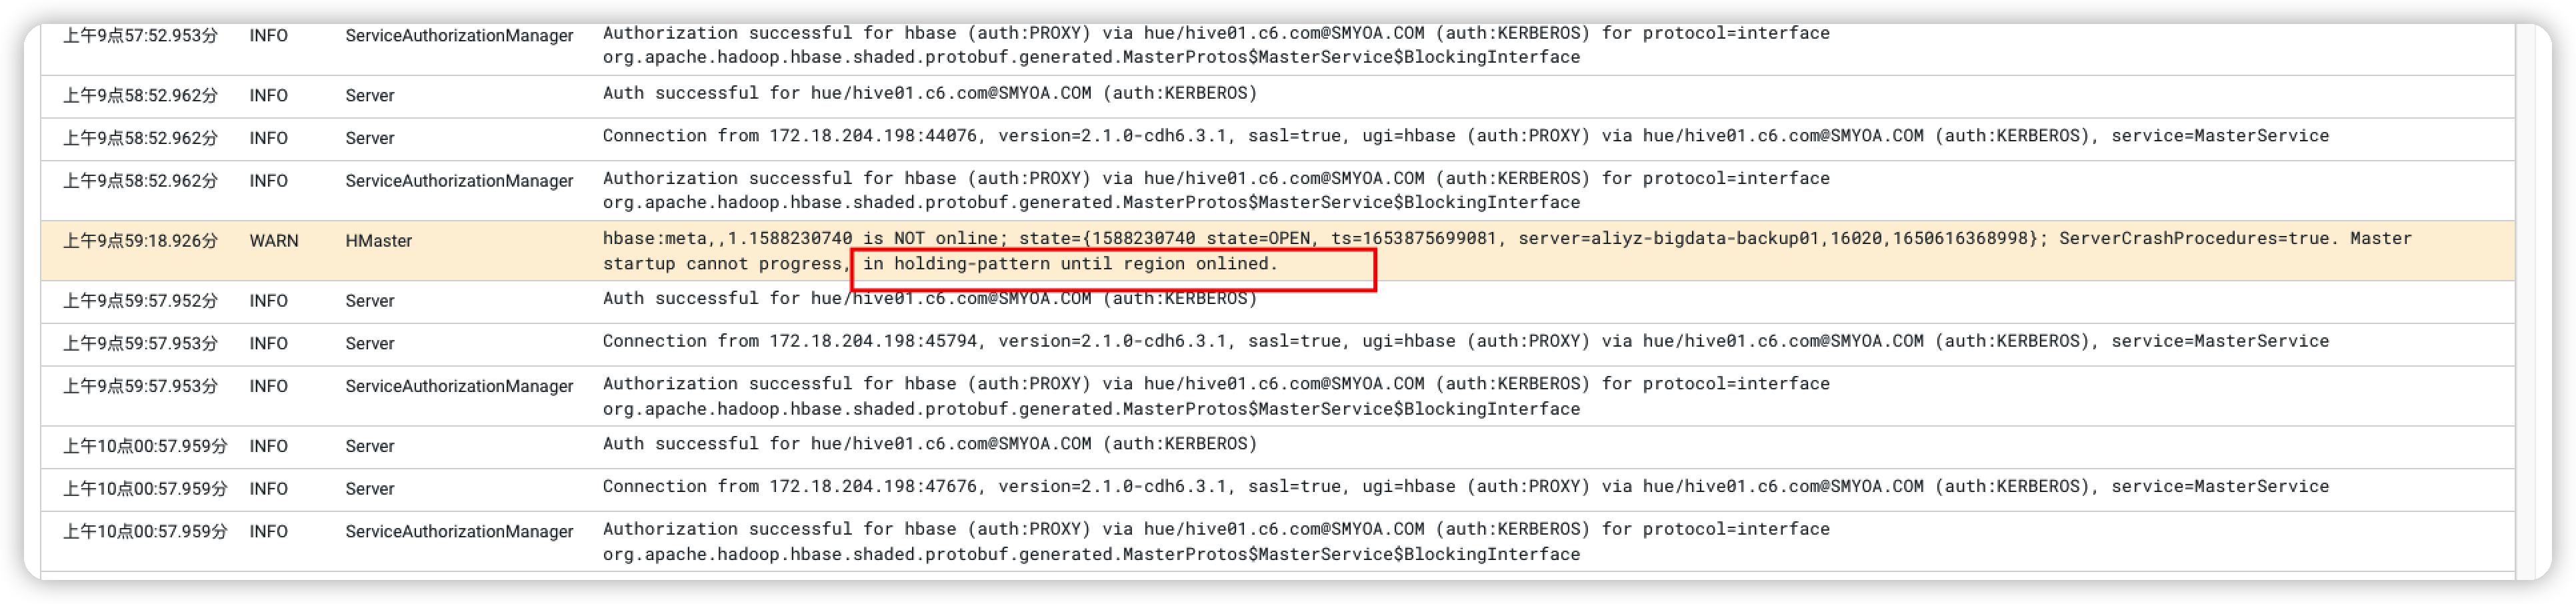 上午9点57:52.953分 INFO ServiceAuthorizationManager Authorization successful for hbase (auth:PROXY) via hue/hive01.c6.com@SMYOA.COM (auth:KERBEROS) for protocol=interface
org.apache.hadoop.hbase.shaded.protobuf.generated.MasterProtos$MasterService$BlockingInterface
上午9点58:52.962分 INFO Server Auth successful for hue/hive01.c6.com@SMYOA.COM (auth:KERBEROS)
上午9点58:52.962分 INFO Server Connection from 172.18.204.198:44076, version=2.1.0-cdh6.3.1, sasl=true, ugi=hbase (auth:PROXY) via hue/hive01.c6.com@SMYOA.COM (auth:KERBEROS), service=MasterService
上午9点58:52.962分 INFO ServiceAuthorizationManager Authorization successful for hbase (auth:PROXY) via hue/hive01.c6.com@SMYOA.COM (auth:KERBEROS) for protocol=interface
org.apache.hadoop.hbase.shaded.protobuf.generated.MasterProtos$MasterService$BlockingInterface
上午9点59:18.926分 WARN HMaster hbase:meta,,1.1588230740 is NOT online; state={1588230740 state=OPEN, ts=1653875699081, server=aliyz-bigdata-backup01,16020,1650616368998}; ServerCrashProcedures=true. Master
startup cannot progress, in holding-pattern until region onlined.
上午9点59:57.952分 INFO Server Auth successful for hue/hive01.c6.com@SMYOA.COM (auth:KERBEROS)
上午9点59:57.953分 INFO Server Connection from 172.18.204.198:45794, version=2.1.0-cdh6.3.1, sasl=true, ugi=hbase (auth:PROXY) via hue/hive01.c6.com@SMYOA.COM (auth:KERBEROS), service=MasterService
上午9点59:57.953分 INFO ServiceAuthorizationManager Authorization successful for hbase (auth:PROXY) via hue/hive01.c6.com@SMYOA.COM (auth:KERBEROS) for protocol=interface
org.apache.hadoop.hbase.shaded.protobuf.generated.MasterProtos$MasterService$BlockingInterface
上午10点00:57.959分 INFO Server Auth successful for hue/hive01.c6.com@SMYOA.COM (auth:KERBEROS)
上午10点00:57.959分 INFO Server Connection from 172.18.204.198:47676, version=2.1.0-cdh6.3.1, sasl=true, ugi=hbase (auth:PROXY) via hue/hive01.c6.com@SMYOA.COM (auth:KERBEROS), service=MasterService
上午10点00:57.959分 INFO ServiceAuthorizationManager Authorization successful for hbase (auth:PROXY) via hue/hive01.c6.com@SMYOA.COM (auth:KERBEROS) for protocol=interface
org.apache.hadoop.hbase.shaded.protobuf.generated.MasterProtos$MasterService$BlockingInterface